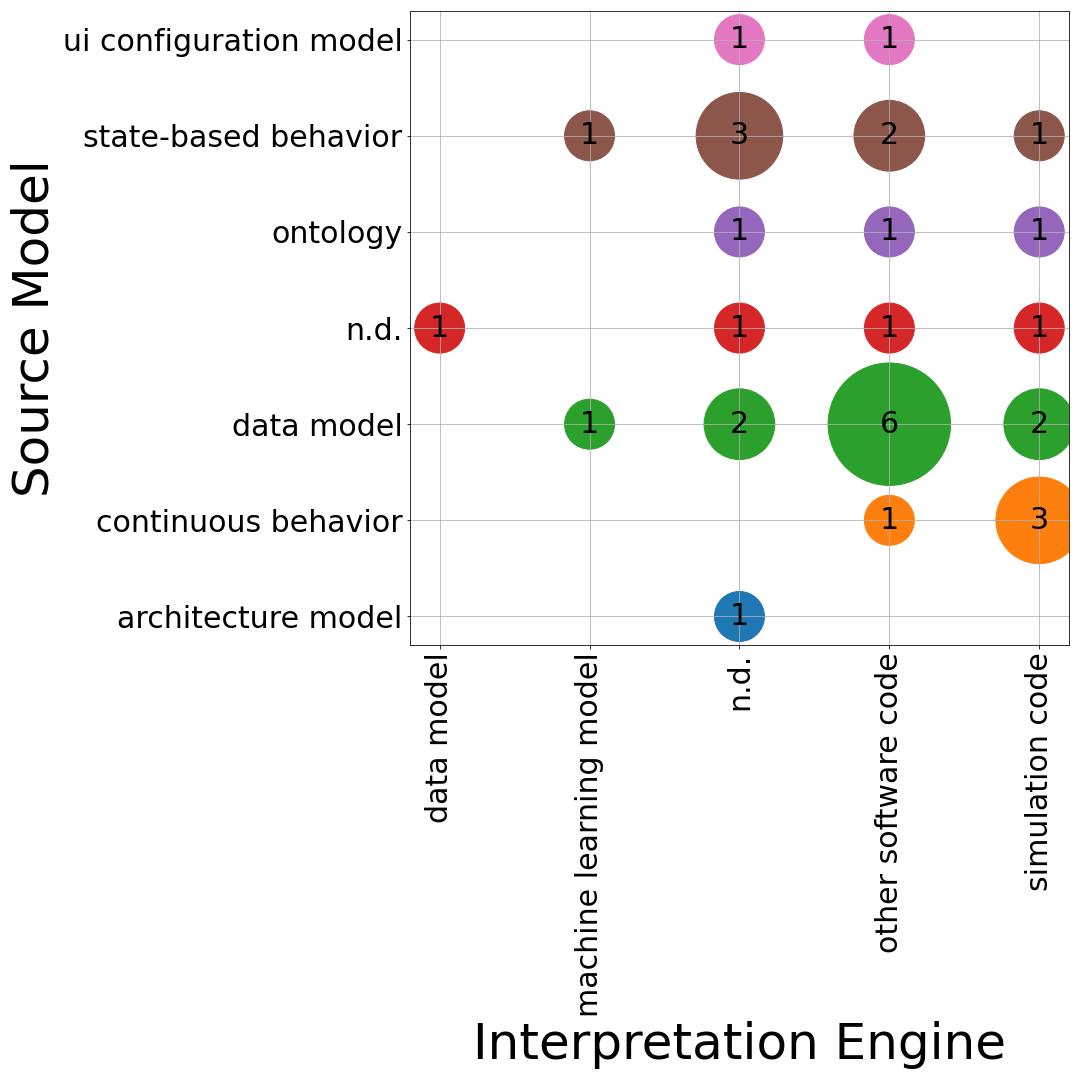 Source Model
ui configuration model
1 1
state-based behavior
1 3 2 1
ontology
1 1 1
n.d.
1 1 1 1
data model
1 2 6 2
continuous behavior
1 3
architecture model
1
data model
machine learning model
n.d.
other software code
simulation code
Interpretation Engine